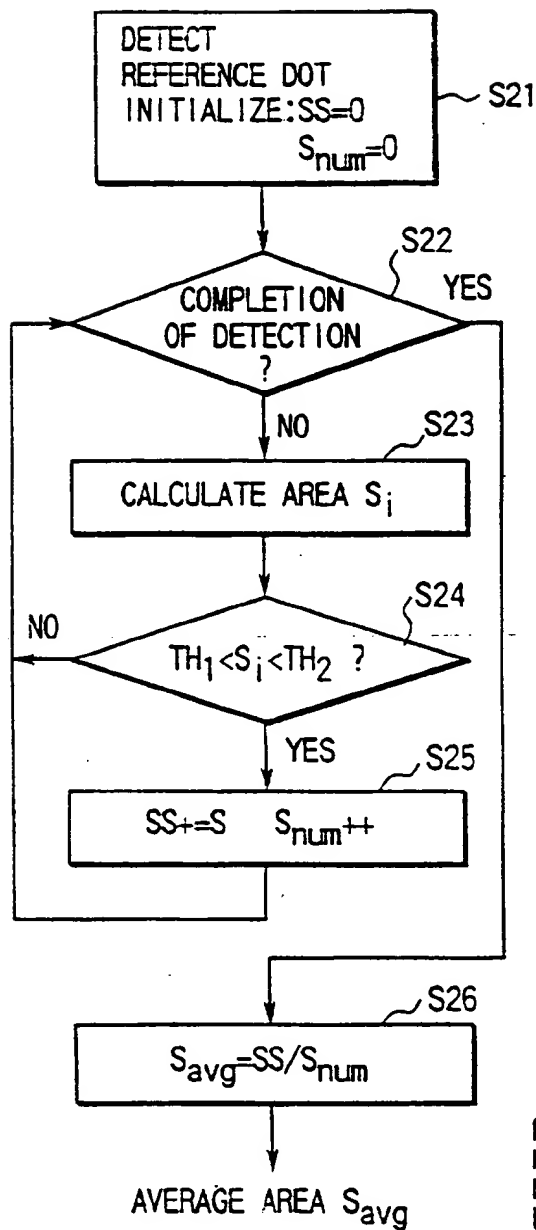 DETECT
REFERENCE DOT
INITIALIZE:SS=0
Snum=0
S21
S22
YES
COMPLETION
OF DETECTION
?
NO
S23
CALCULATE AREA Si
S24
NO
TH1<Si<TH2 ?
YES
S25
SS+=S Snum++
S26
Savg=SS/Snum
AVERAGE AREA Savg